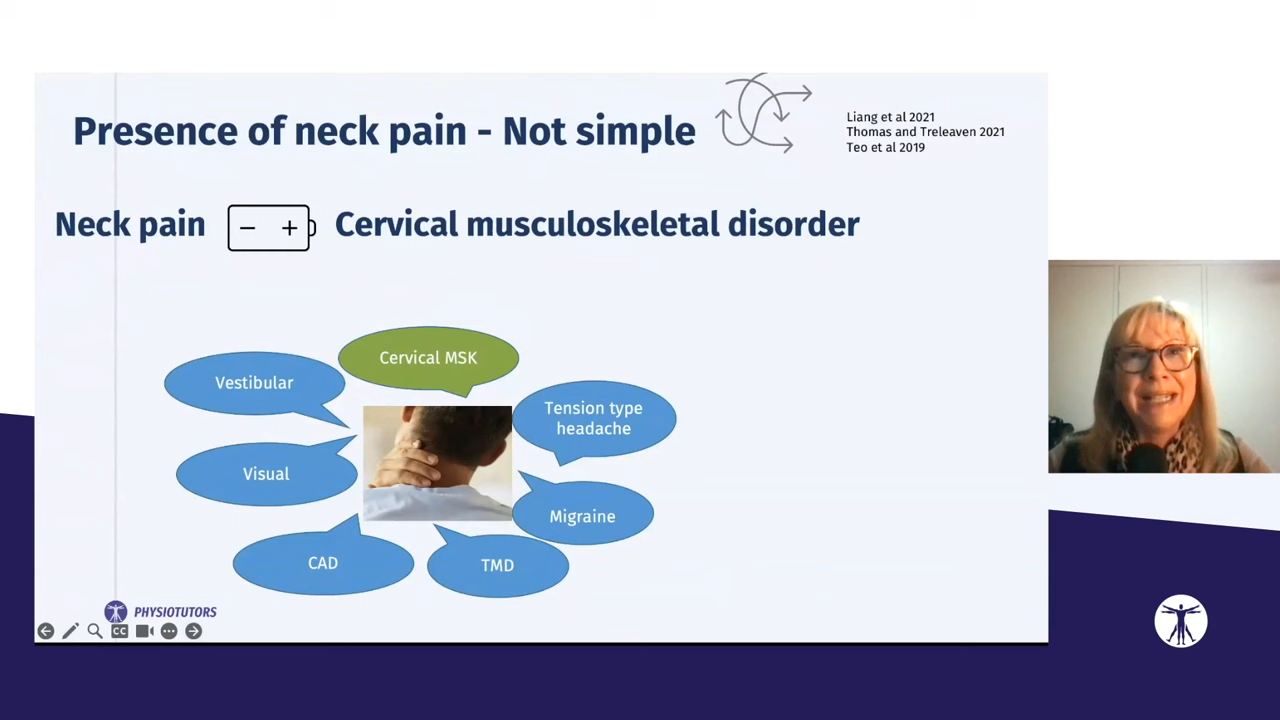 Presence of neck pain - Not simple
Liang et al 2021
Thomas and Treleaven 2021
Teo et al 2019
Neck pain
− +
Cervical musculoskeletal disorder
Cervical MSK
Vestibular
Tension type
headache
Visual
Migraine
CAD
TMD
PHYSIOTUTORS
CC